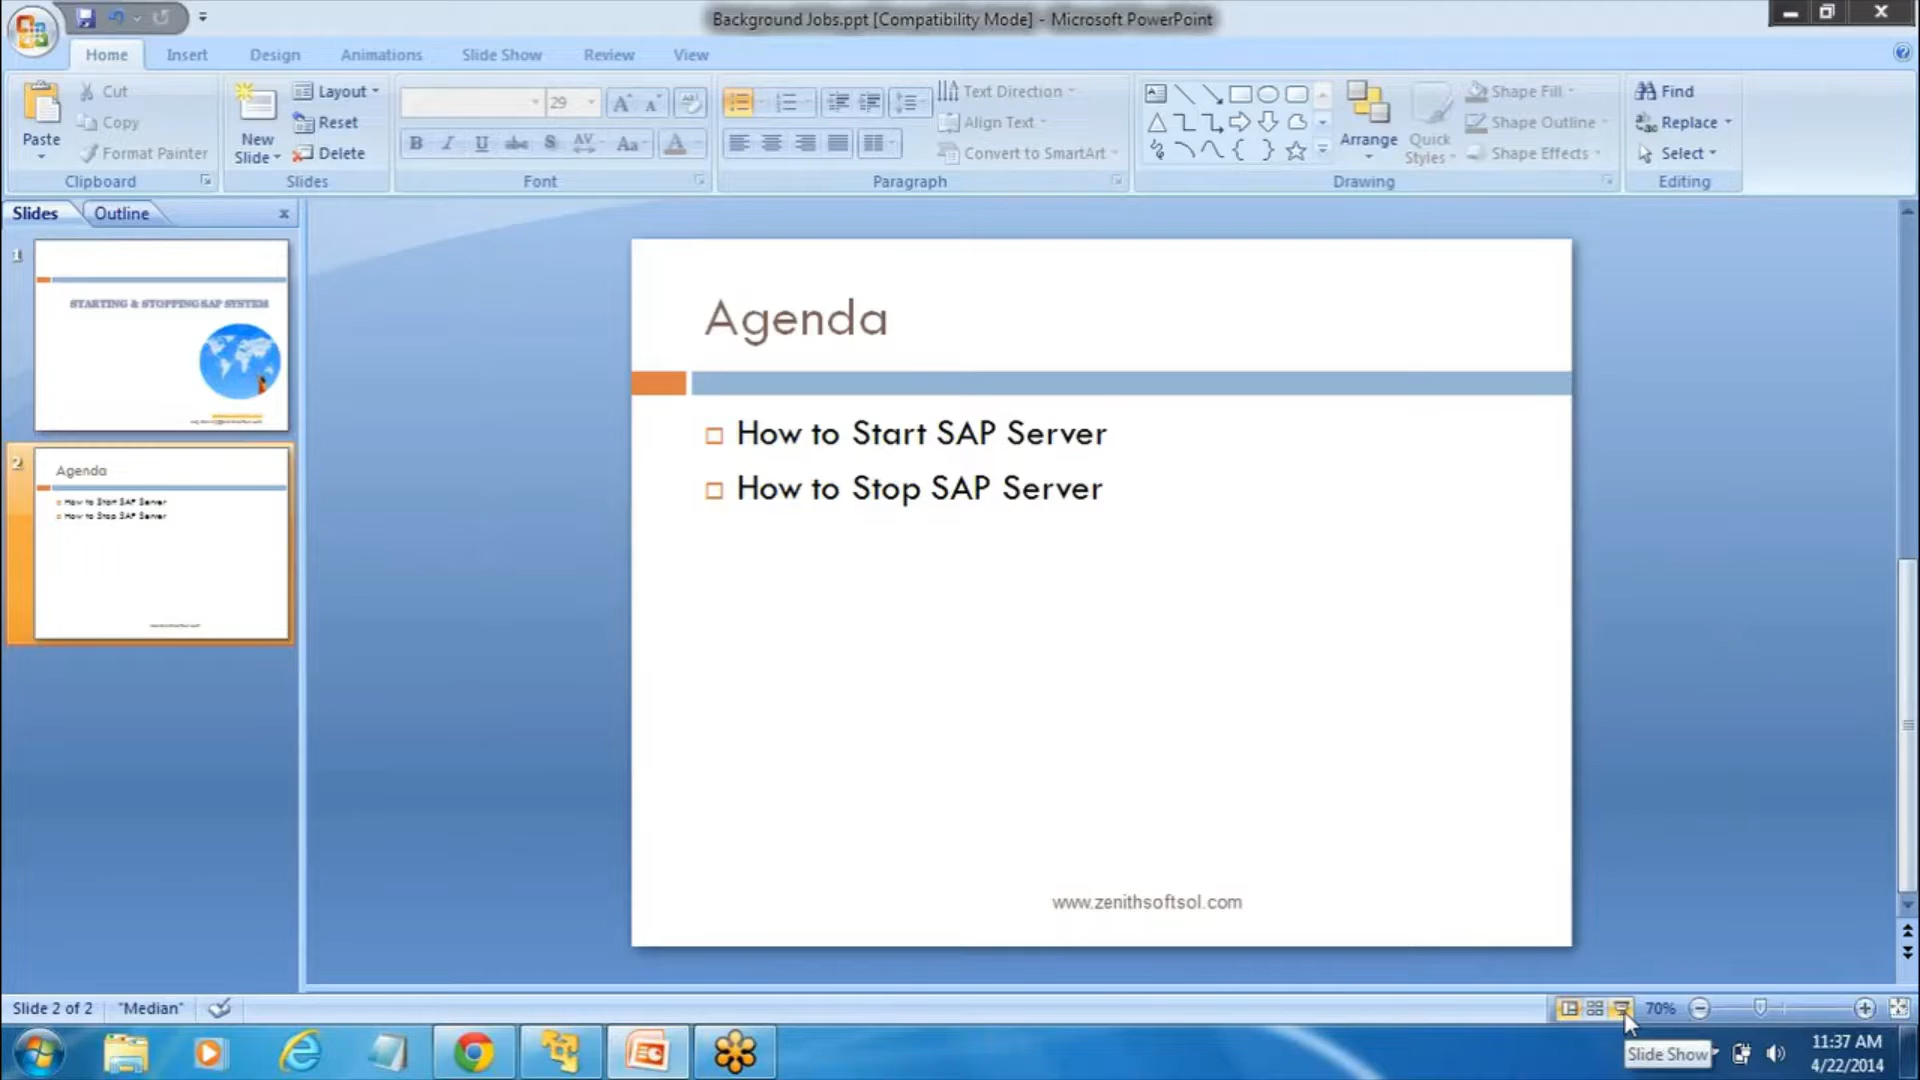 Background Jobs.ppt [Compatibility Mode] - Microsoft PowerPoint
Home Insert Design Animations Slide Show Review View
Paste
Cut
Copy
Format Painter
Clipboard
New Slide
Layout
Reset
Delete
Slides
29
B I U abc S AV Aa A
Font
Text Direction
Align Text
Convert to SmartArt
Paragraph
Arrange
Quick Styles
Shape Fill
Shape Outline
Shape Effects
Drawing
Find
Replace
Select
Editing
Slides Outline
1
STARTING & STOPPING SAP SYSTEM
2
Agenda
How to Start SAP Server
How to Stop SAP Server
Agenda
How to Start SAP Server
How to Stop SAP Server
www.zenithsoftsol.com
Slide 2 of 2 "Median" 70%
Slide Show
11:37 AM
4/22/2014